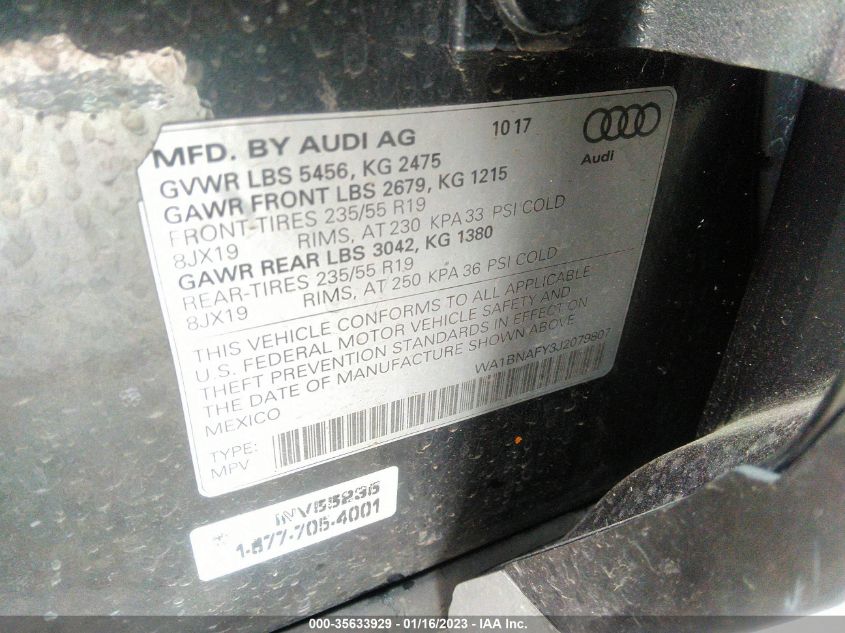 MFD. BY AUDI AG 10 17
Audi
GVWR LBS 5456, KG 2475
GAWR FRONT LBS 2679, KG 1215
FRONT-TIRES 235/55 R19
8JX19 RIMS, AT 230 KPA 33 PSI COLD
GAWR REAR LBS 3042, KG 1380
REAR-TIRES 235/55 R19
8JX19 RIMS, AT 250 KPA 36 PSI COLD
THIS VEHICLE CONFORMS TO ALL APPLICABLE
U.S. FEDERAL MOTOR VEHICLE SAFETY AND
THEFT PREVENTION STANDARDS IN EFFECT ON
THE DATE OF MANUFACTURE SHOWN ABOVE.
MEXICO WA1BNAFY3J2079807
TYPE:
MPV
INV55296
1-877-705-4001
000-35633929 - 01/16/2023 - IAA Inc.